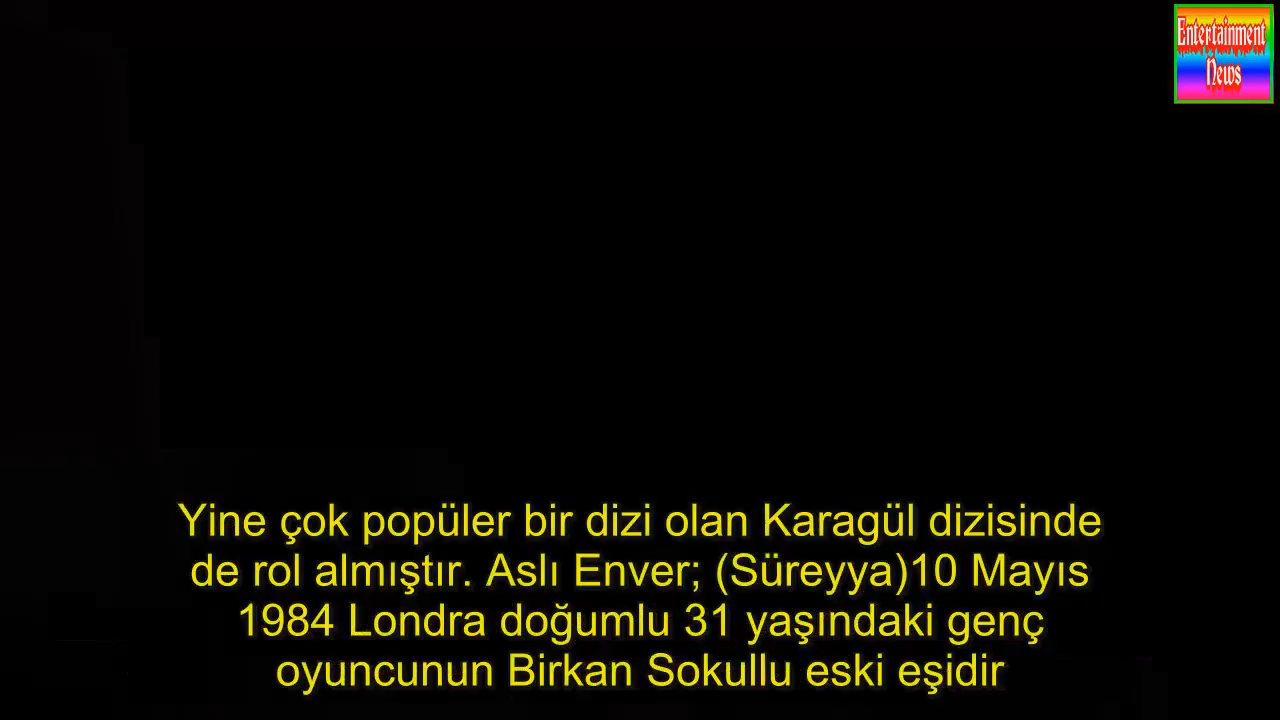 Entertainment
News
Yine çok popüler bir dizi olan Karagül dizisinde
de rol almıştır. Aslı Enver; (Süreyya)10 Mayıs
1984 Londra doğumlu 31 yaşındaki genç
oyuncunun Birkan Sokullu eski eşidir